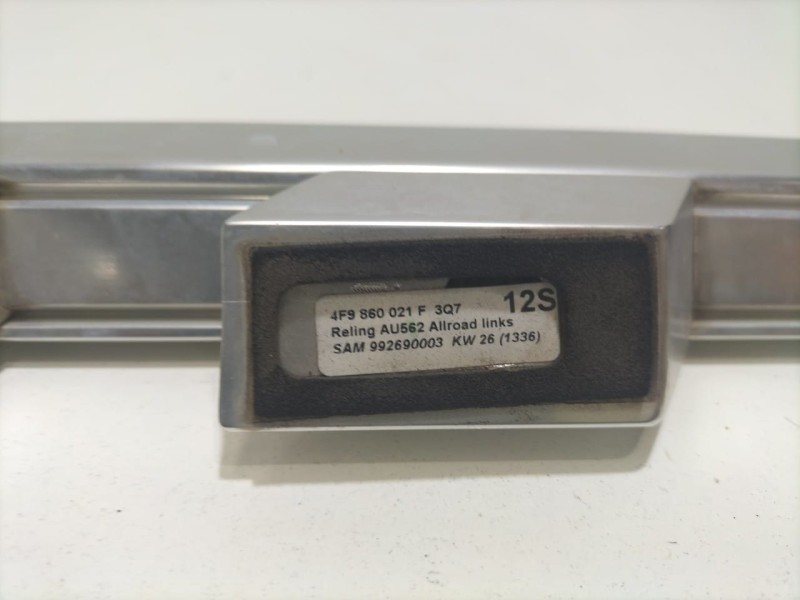 4F9 860 021 F 3Q7 12S
Reling AU562 Allroad links
SAM 992690003 KW 26 (1336)